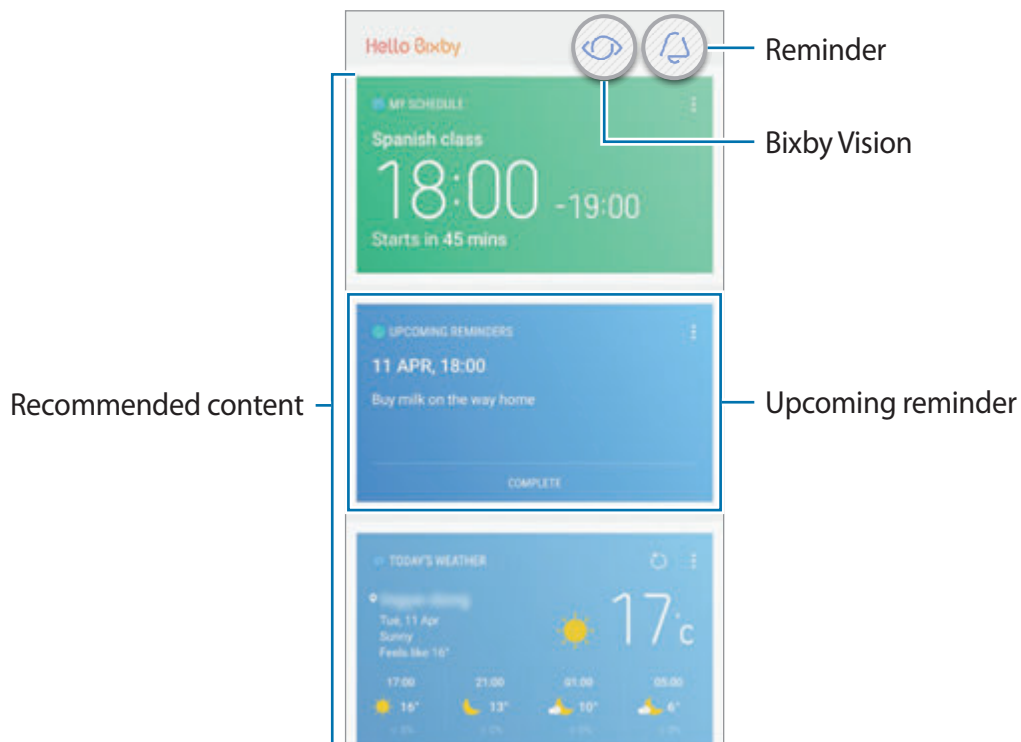 Hello Bixby
Reminder
MY SCHEDULE
Bixby Vision
Spanish class
18:00 -19:00
Starts in 45 mins
UPCOMING REMINDERS
11 APR, 18:00
Buy milk on the way home
Recommended content
Upcoming reminder
COMPLETE
TODAY'S WEATHER
17°c
Tue, 11 Apr
Sunny
Feels like 16°
17:00 21:00 01:00 05:00
16° 13° 10° 6°